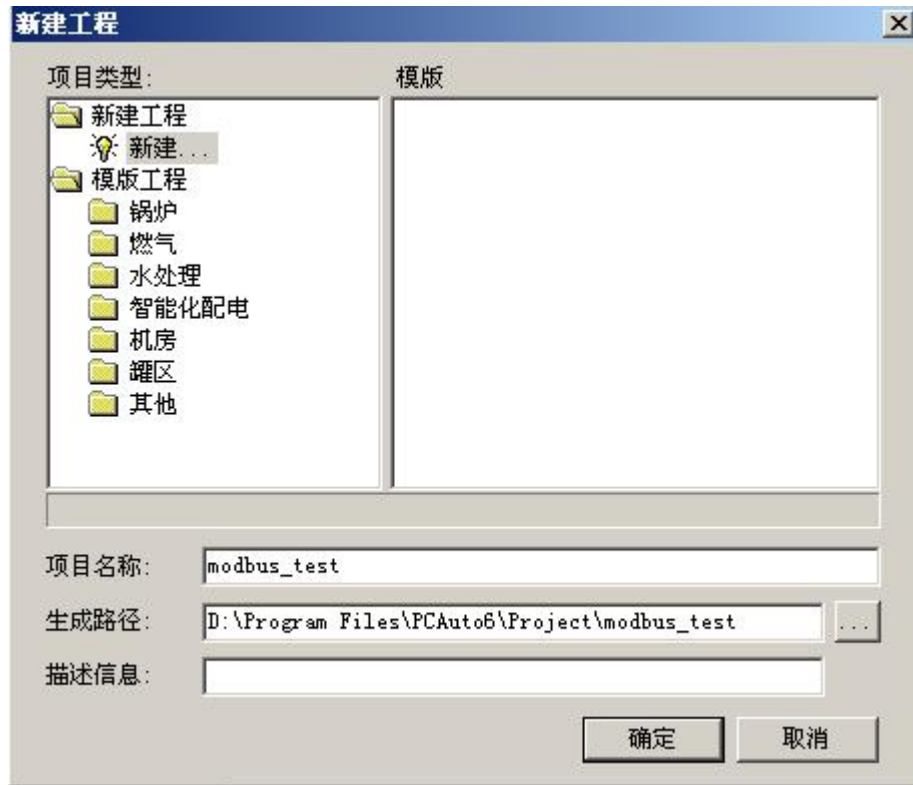 新建工程
项目类型: 模版
新建工程
新建...
模版工程
锅炉
燃气
水处理
智能化配电
机房
罐区
其他
项目名称: modbus_test
生成路径: D:\Program Files\PCAuto6\Project\modbus_test ...
描述信息:
确定 取消